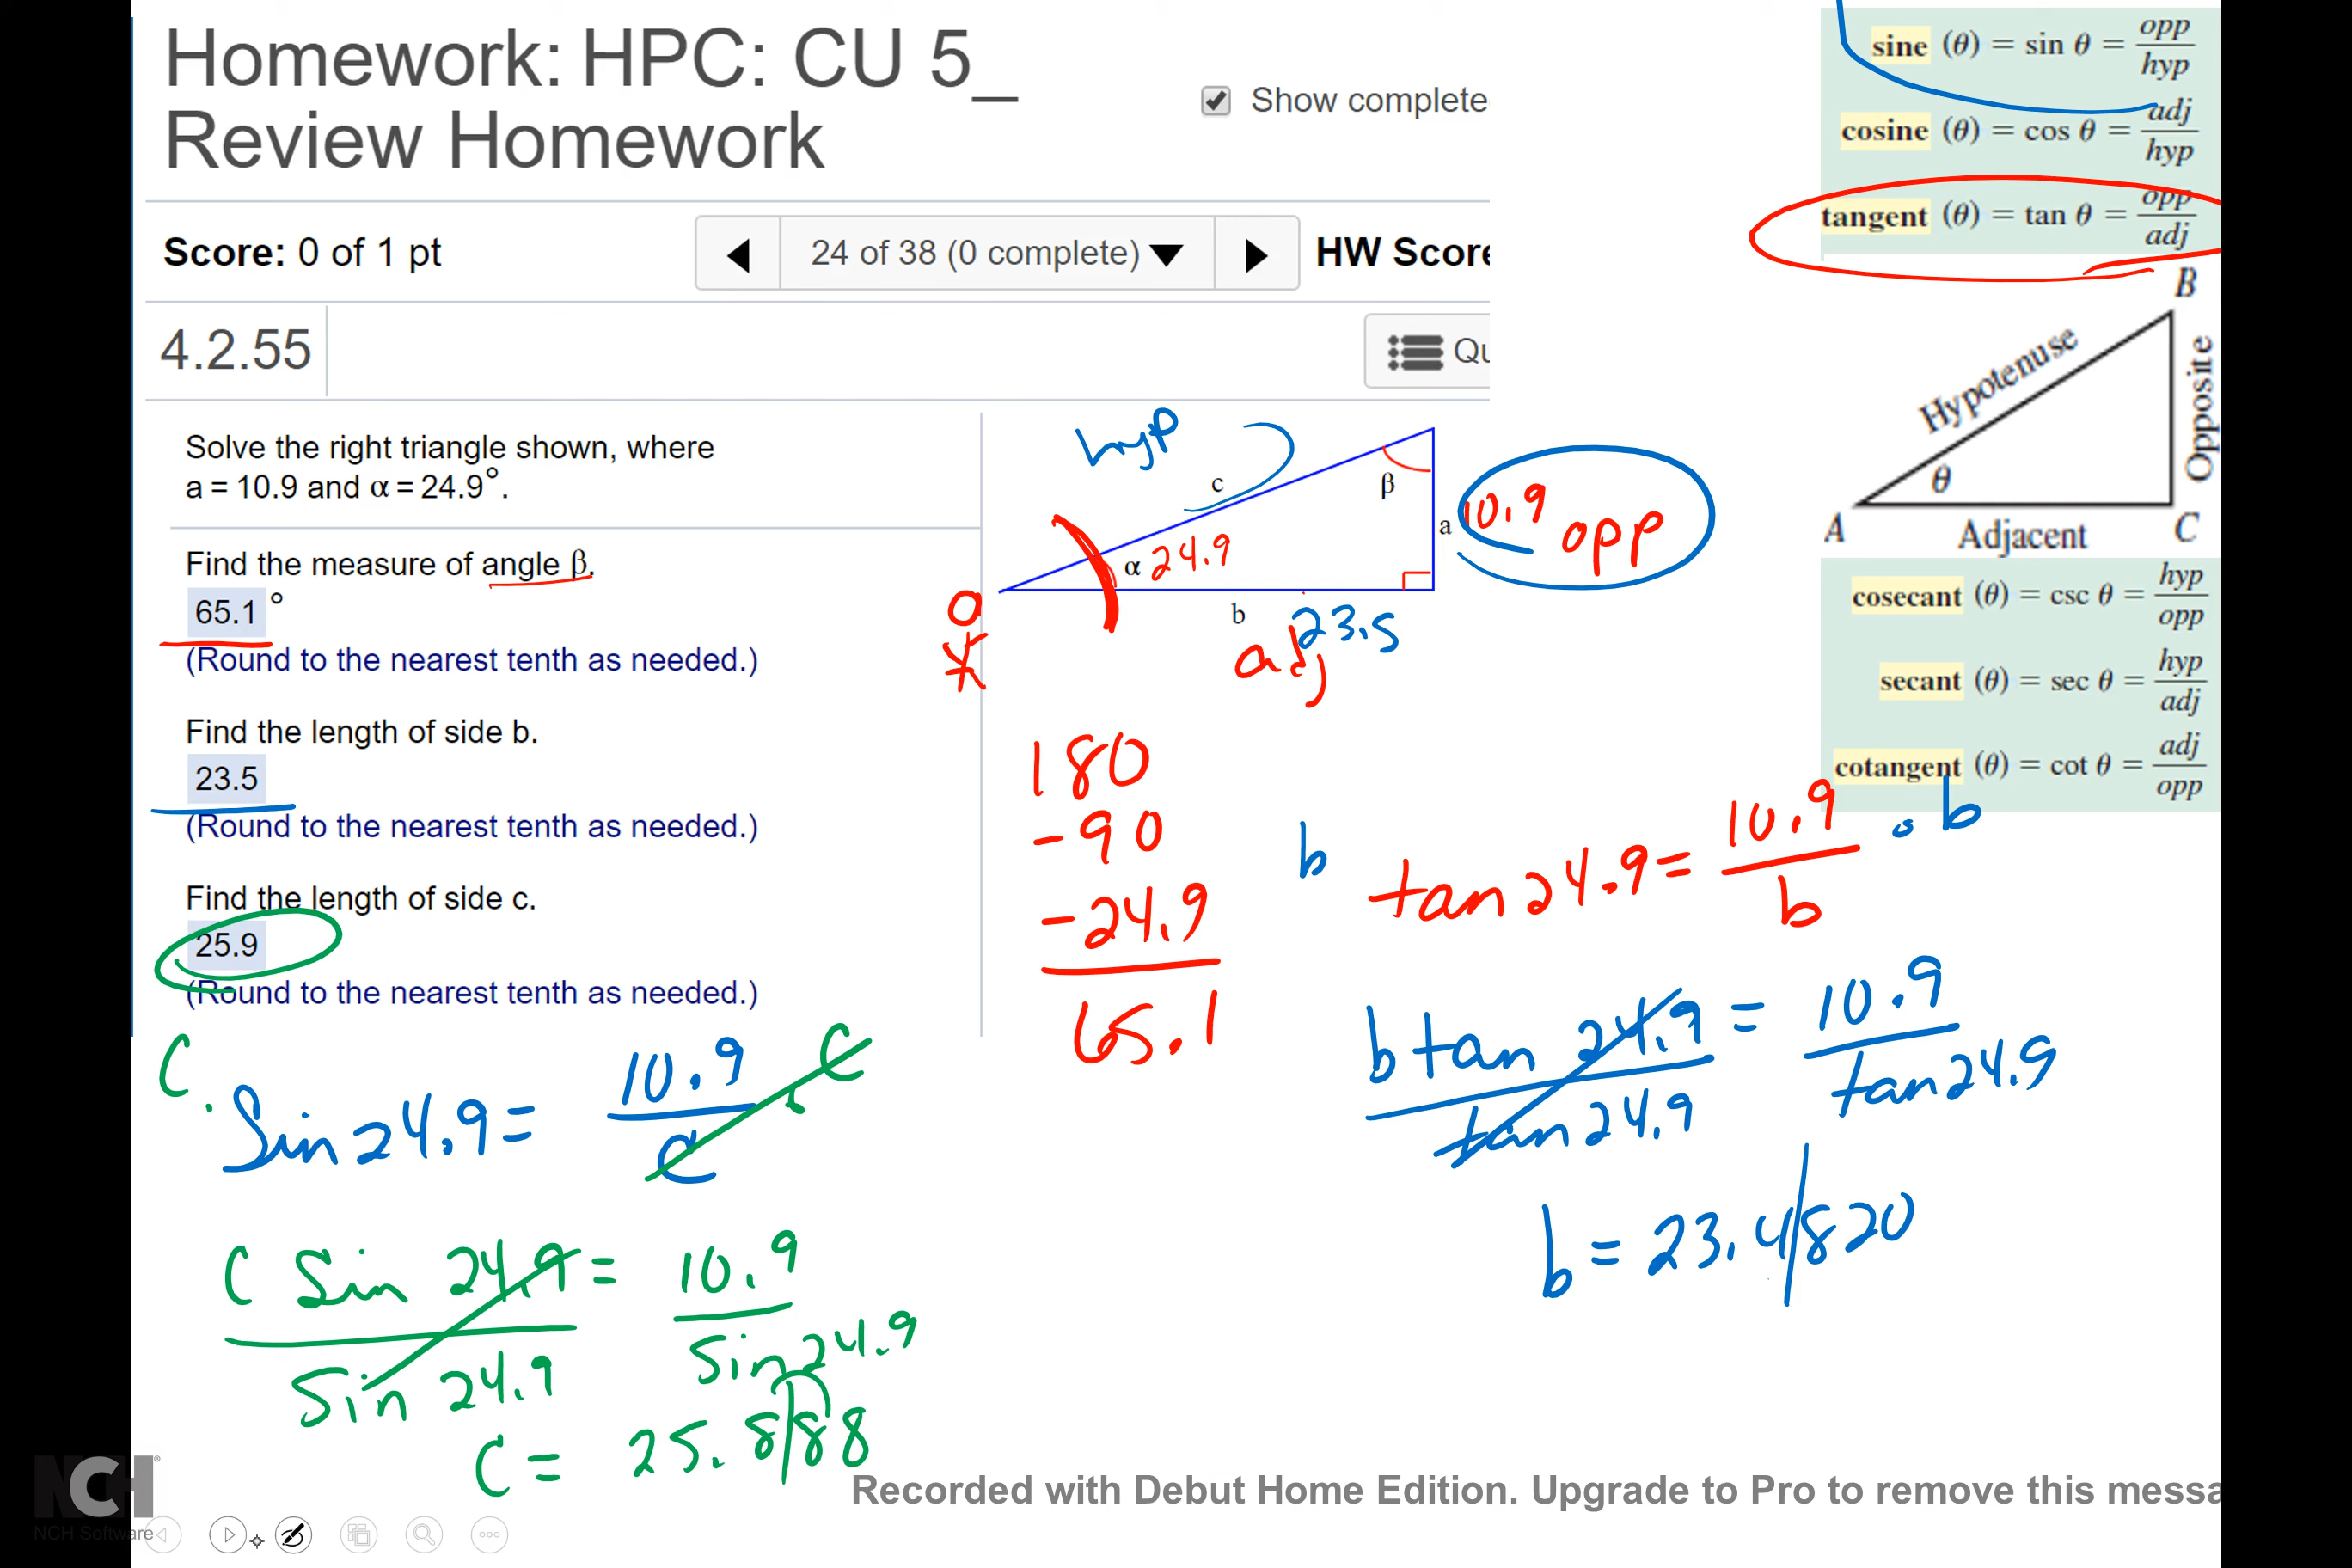 Homework: HPC: CU 5_
Review Homework
Show complete
Score: 0 of 1 pt
24 of 38 (0 complete)
HW Score
4.2.55
Qu
Solve the right triangle shown, where
a = 10.9 and α = 24.9°.
Find the measure of angle β.
65.1 °
(Round to the nearest tenth as needed.)
Find the length of side b.
23.5
(Round to the nearest tenth as needed.)
Find the length of side c.
25.9
(Round to the nearest tenth as needed.)
hyp
c
β
a 10.9 opp
α 24.9
b
adj 23.5
sine (θ) = sin θ = opp/hyp
cosine (θ) = cos θ = adj/hyp
tangent (θ) = tan θ = opp/adj
B
Hypotenuse
Opposite
θ
A
Adjacent
C
cosecant (θ) = csc θ = hyp/opp
secant (θ) = sec θ = hyp/adj
cotangent (θ) = cot θ = adj/opp
180
-90
-24.9
65.1
b tan 24.9 = 10.9/b · b
b tan 24.9/tan 24.9 = 10.9/tan 24.9
b = 23.4/820
C. Sin 24.9 = 10.9/c · C
C Sin 24.9/Sin 24.9 = 10.9/Sin 24.9
C = 25.8/88
Recorded with Debut Home Edition. Upgrade to Pro to remove this messa
NCH
NCH Software